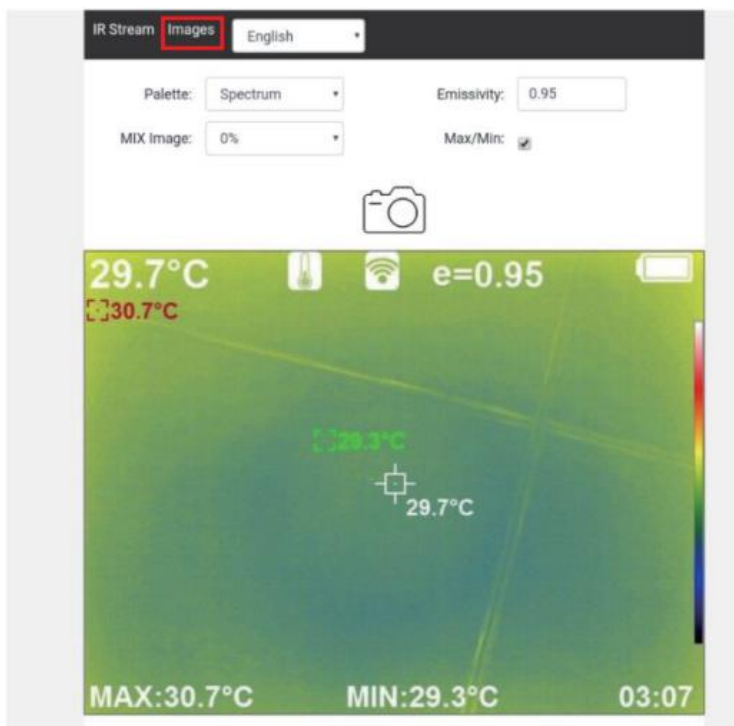 IR Stream Images English
Palette: Spectrum Emissivity: 0.95
MIX Image: 0% Max/Min:
29.7°C e=0.95
30.7°C
29.3°C
29.7°C
MAX:30.7°C MIN:29.3°C 03:07